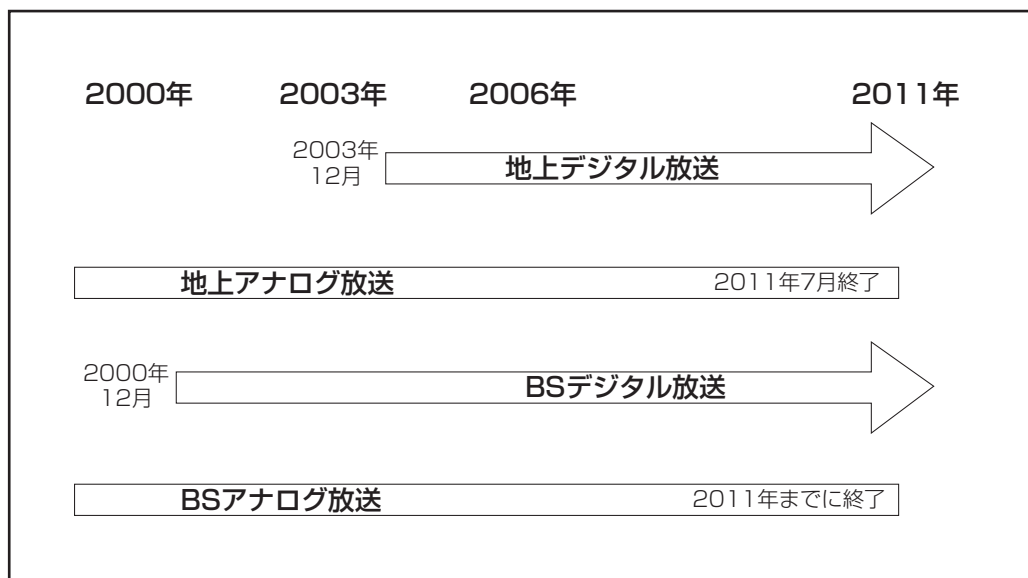 2000年 2003年 2006年 2011年
2003年
12月
地上デジタル放送
地上アナログ放送 2011年7月終了
2000年
12月
BSデジタル放送
BSアナログ放送 2011年までに終了